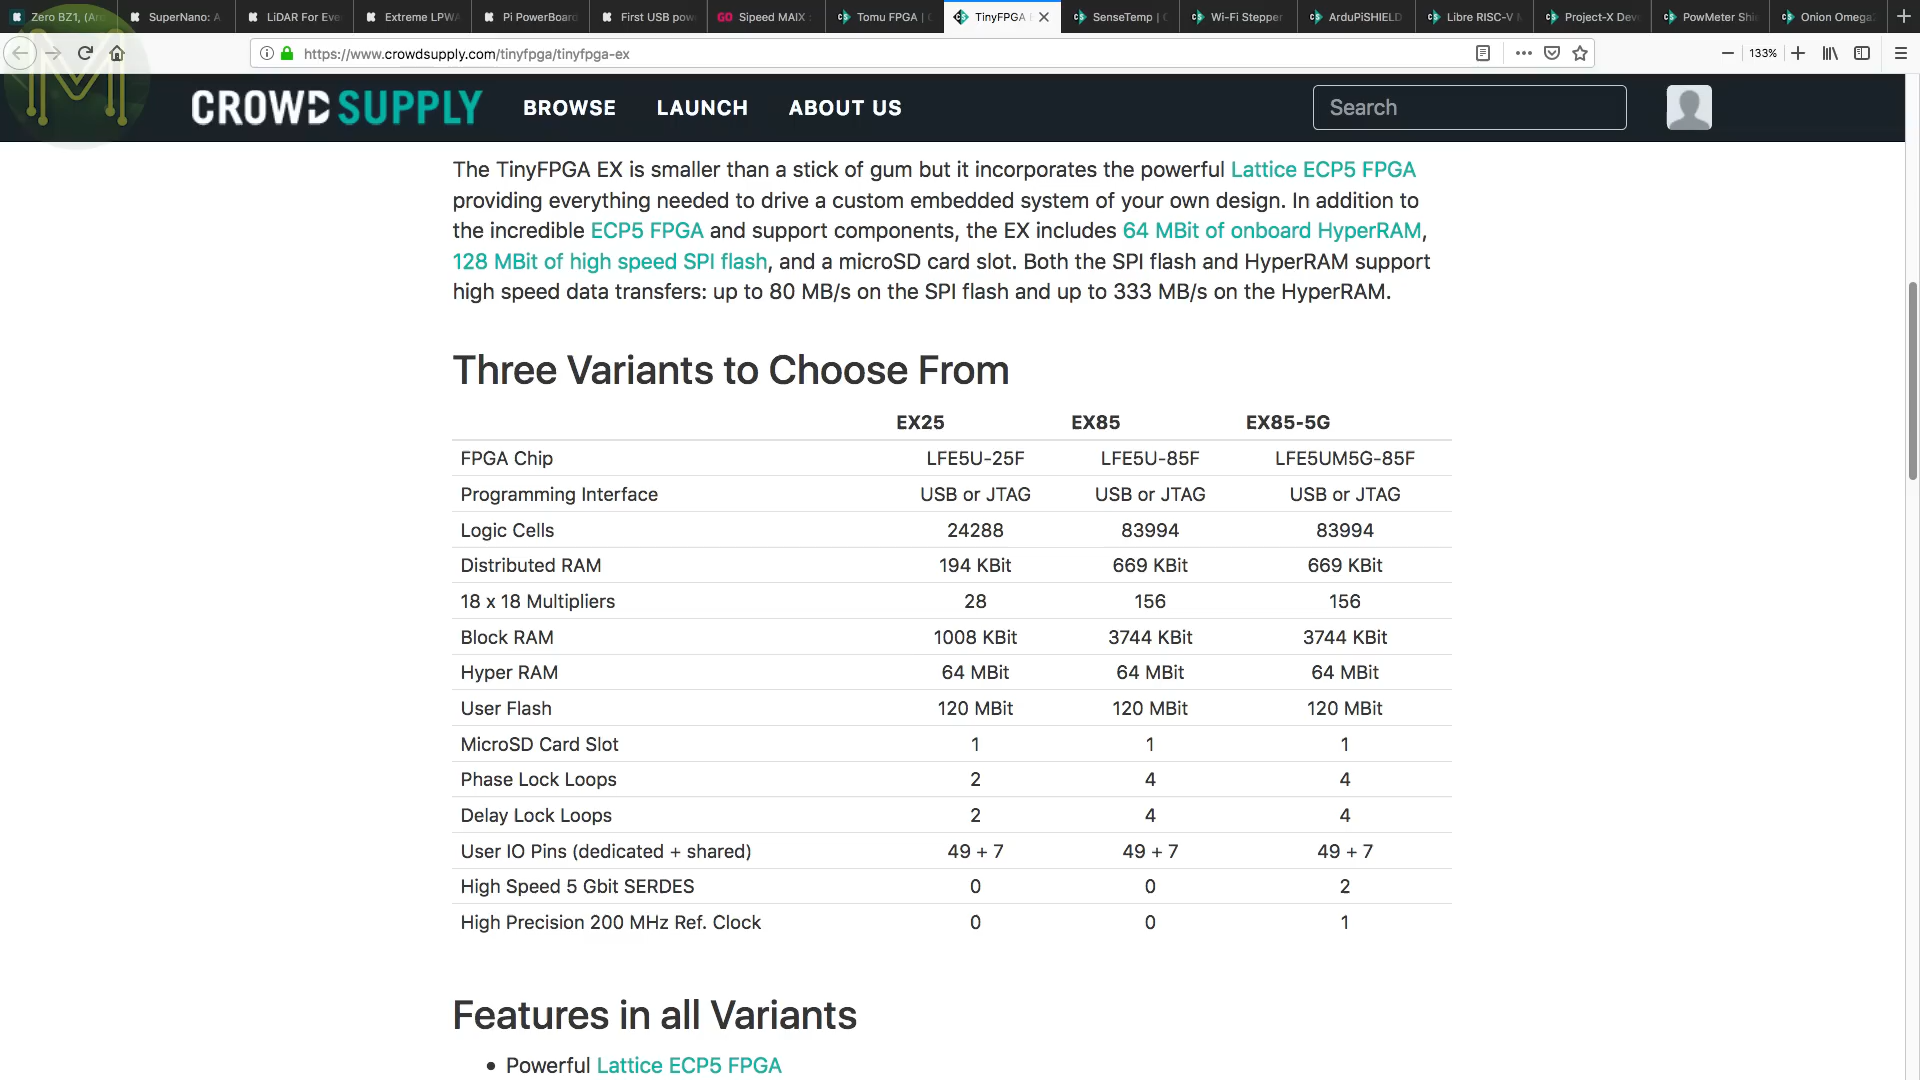 Zero BZ1, (Ar
SuperNano: A
LiDAR For Eve
Extreme LPWA
Pi PowerBoard
First USB powe
GO Sipeed MAIX
Tomu FPGA | C
TinyFPGA E
SenseTemp | C
Wi-Fi Stepper
ArduPiSHIELD
Libre RISC-V M
Project-X Dev
PowMeter Shi
Onion Omega
https://www.crowdsupply.com/tinyfpga/tinyfpga-ex
133%
CROWD SUPPLY BROWSE LAUNCH ABOUT US Search
The TinyFPGA EX is smaller than a stick of gum but it incorporates the powerful Lattice ECP5 FPGA
providing everything needed to drive a custom embedded system of your own design. In addition to
the incredible ECP5 FPGA and support components, the EX includes 64 MBit of onboard HyperRAM,
128 MBit of high speed SPI flash, and a microSD card slot. Both the SPI flash and HyperRAM support
high speed data transfers: up to 80 MB/s on the SPI flash and up to 333 MB/s on the HyperRAM.
Three Variants to Choose From
EX25 EX85 EX85-5G
FPGA Chip LFE5U-25F LFE5U-85F LFE5UM5G-85F
Programming Interface USB or JTAG USB or JTAG USB or JTAG
Logic Cells 24288 83994 83994
Distributed RAM 194 KBit 669 KBit 669 KBit
18 x 18 Multipliers 28 156 156
Block RAM 1008 KBit 3744 KBit 3744 KBit
Hyper RAM 64 MBit 64 MBit 64 MBit
User Flash 120 MBit 120 MBit 120 MBit
MicroSD Card Slot 1 1 1
Phase Lock Loops 2 4 4
Delay Lock Loops 2 4 4
User IO Pins (dedicated + shared) 49 + 7 49 + 7 49 + 7
High Speed 5 Gbit SERDES 0 0 2
High Precision 200 MHz Ref. Clock 0 0 1
Features in all Variants
• Powerful Lattice ECP5 FPGA